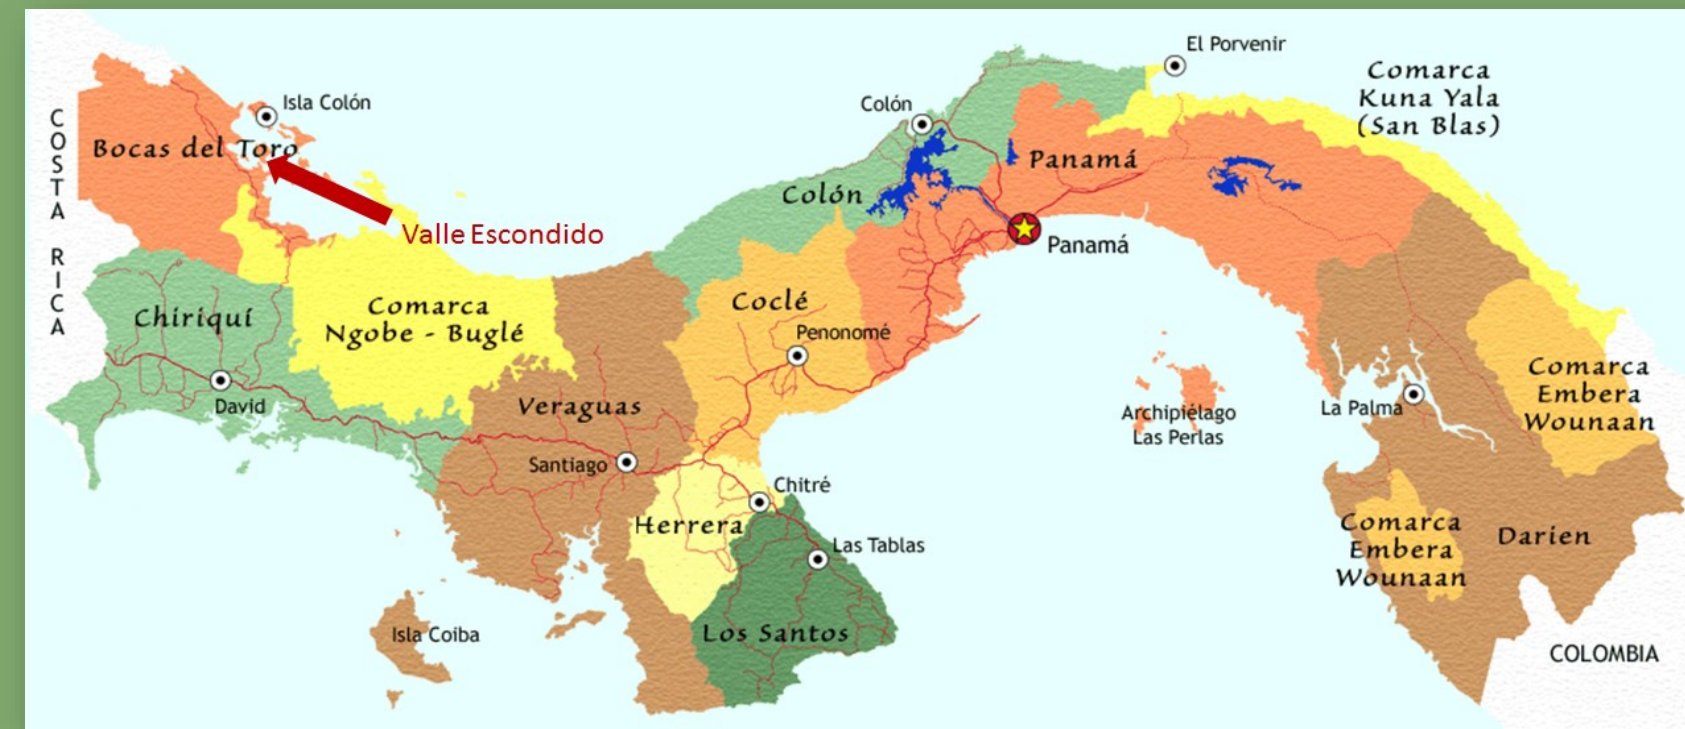 El Porvenir
Comarca
Kuna Yala
(San Blas)
Isla Colón
Colón
COSTA RICA
Bocas del Toro
Panamá
Colón
Valle Escondido
Panamá
Coclé
Chiriquí
Comarca
Ngobe - Buglé
Penonomé
Comarca
Embera
Wounaan
David
Veraguas
La Palma
Archipiélago
Las Perlas
Santiago
Chitré
Herrera
Las Tablas
Comarca
Embera
Wounaan
Darien
Isla Coiba
Los Santos
COLOMBIA